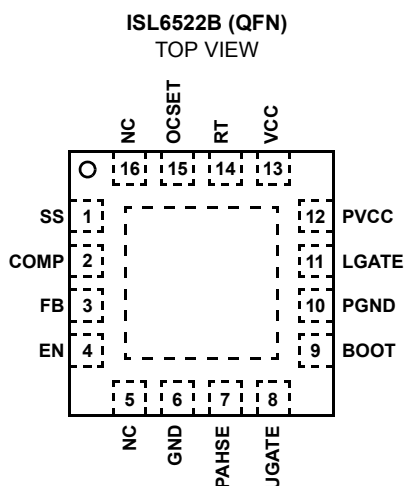 ISL6522B (QFN)
TOP VIEW
NC
OCSET
RT
VCC
16
15
14
13
SS 1
12 PVCC
COMP 2
11 LGATE
FB 3
10 PGND
EN 4
9 BOOT
5
6
7
8
NC
GND
PAHSE
UGATE